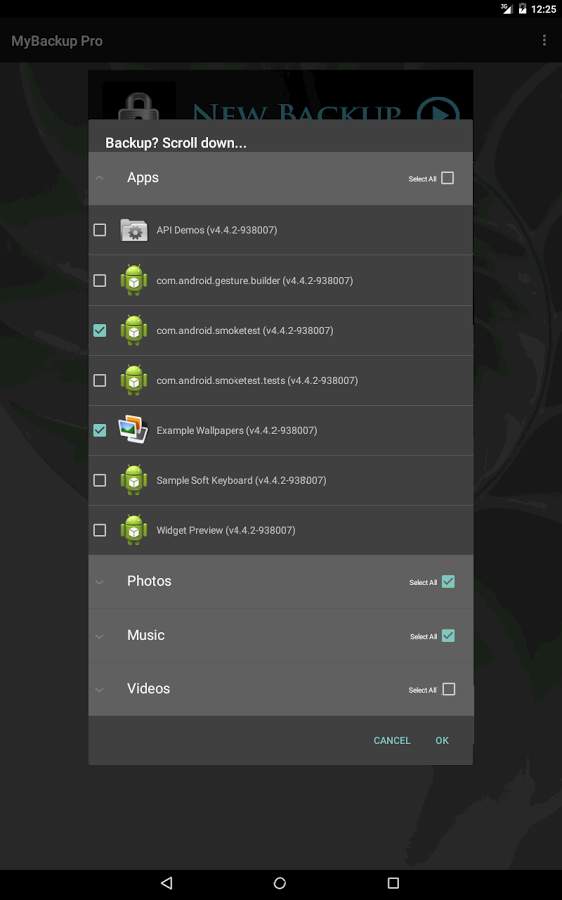 3G 12:25
MyBackup Pro
New Backup
Backup? Scroll down...
Apps Select All
API Demos (v4.4.2-938007)
com.android.gesture.builder (v4.4.2-938007)
com.android.smoketest (v4.4.2-938007)
com.android.smoketest.tests (v4.4.2-938007)
Example Wallpapers (v4.4.2-938007)
Sample Soft Keyboard (v4.4.2-938007)
Widget Preview (v4.4.2-938007)
Photos Select All
Music Select All
Videos Select All
CANCEL OK